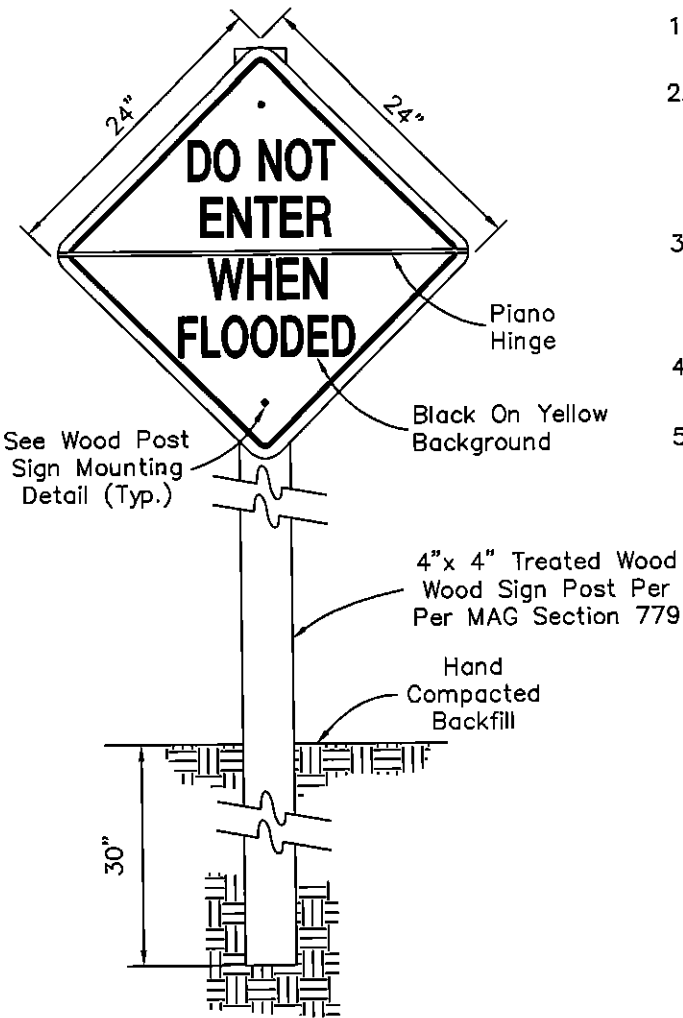 24"
24"
DO NOT
ENTER
WHEN
FLOODED
Piano
Hinge
Black On Yellow
Background
See Wood Post
Sign Mounting
Detail (Typ.)
4"x 4" Treated Wood
Wood Sign Post Per
Per MAG Section 779
Hand
Compacted
Backfill
30"
1
2.
3
4
5